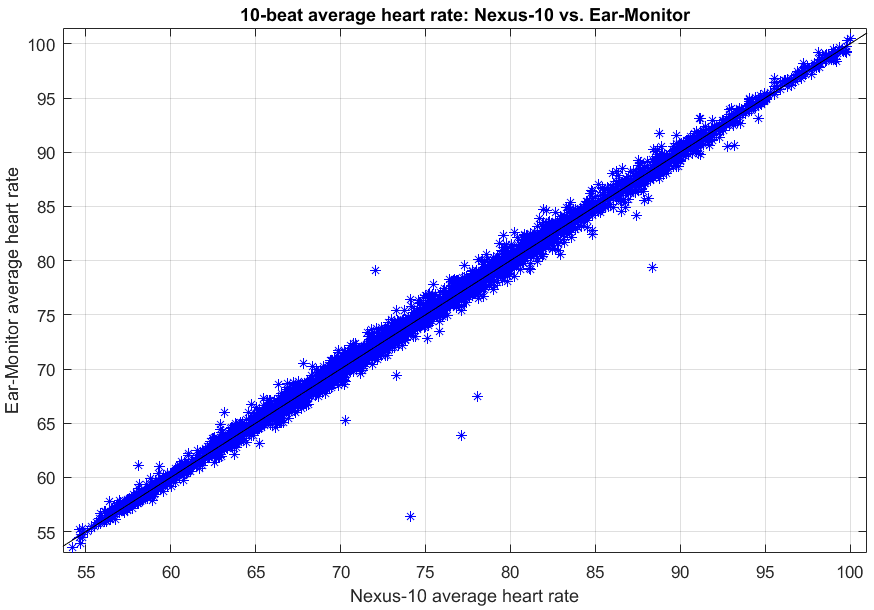 10-beat average heart rate: Nexus-10 vs. Ear-Monitor
100
95
90
85
80
75
70
65
60
55
Ear-Monitor average heart rate
55 60 65 70 75 80 85 90 95 100
Nexus-10 average heart rate